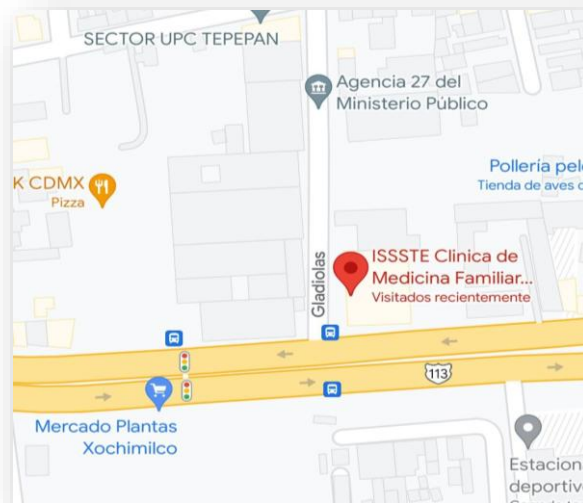 SECTOR UPC TEPEPAN
Agencia 27 del
Ministerio Público
K CDMX
Pizza
Pollería pel
Tienda de aves
Gladiolas
ISSSTE Clinica de
Medicina Familiar...
Visitados recientemente
113
Mercado Plantas
Xochimilco
Estacion
deportiv